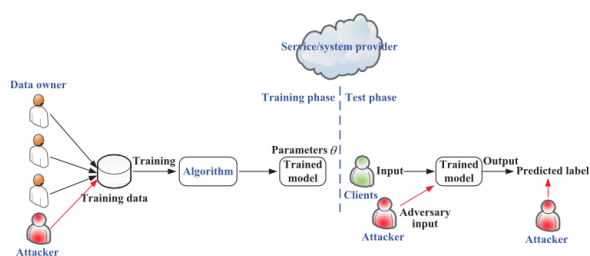 Service/system provider
Data owner
Training phase
Test phase
Parameters θ
Training
Algorithm
Trained
model
Input
Trained
model
Output
Predicted label
Training data
Clients
Adversary
input
Attacker
Attacker
Attacker